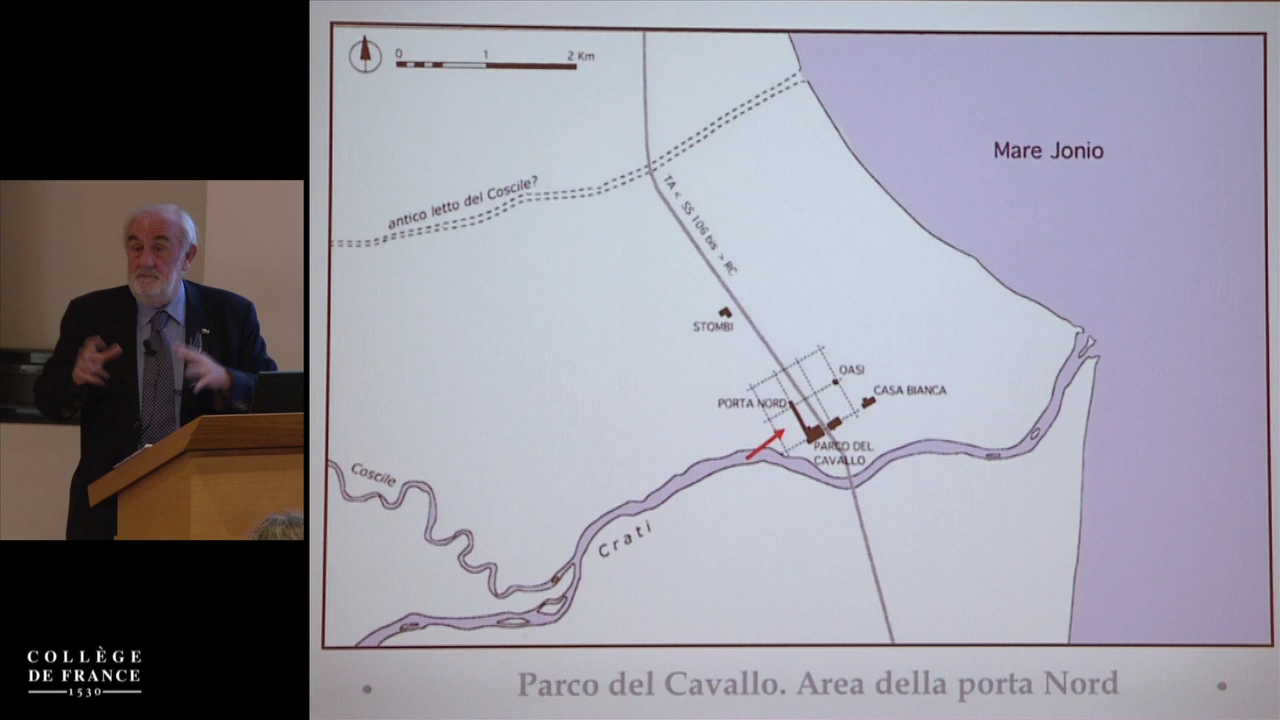 0 1 2 Km
Mare Jonio
antico letto del Coscile?
TA < SS 106 bis > RC
STOMBI
OASI
CASA BIANCA
PORTA NORD
PARCO DEL
CAVALLO
Coscile
Crati
Parco del Cavallo. Area della porta Nord
COLLÈGE
DE FRANCE
1530